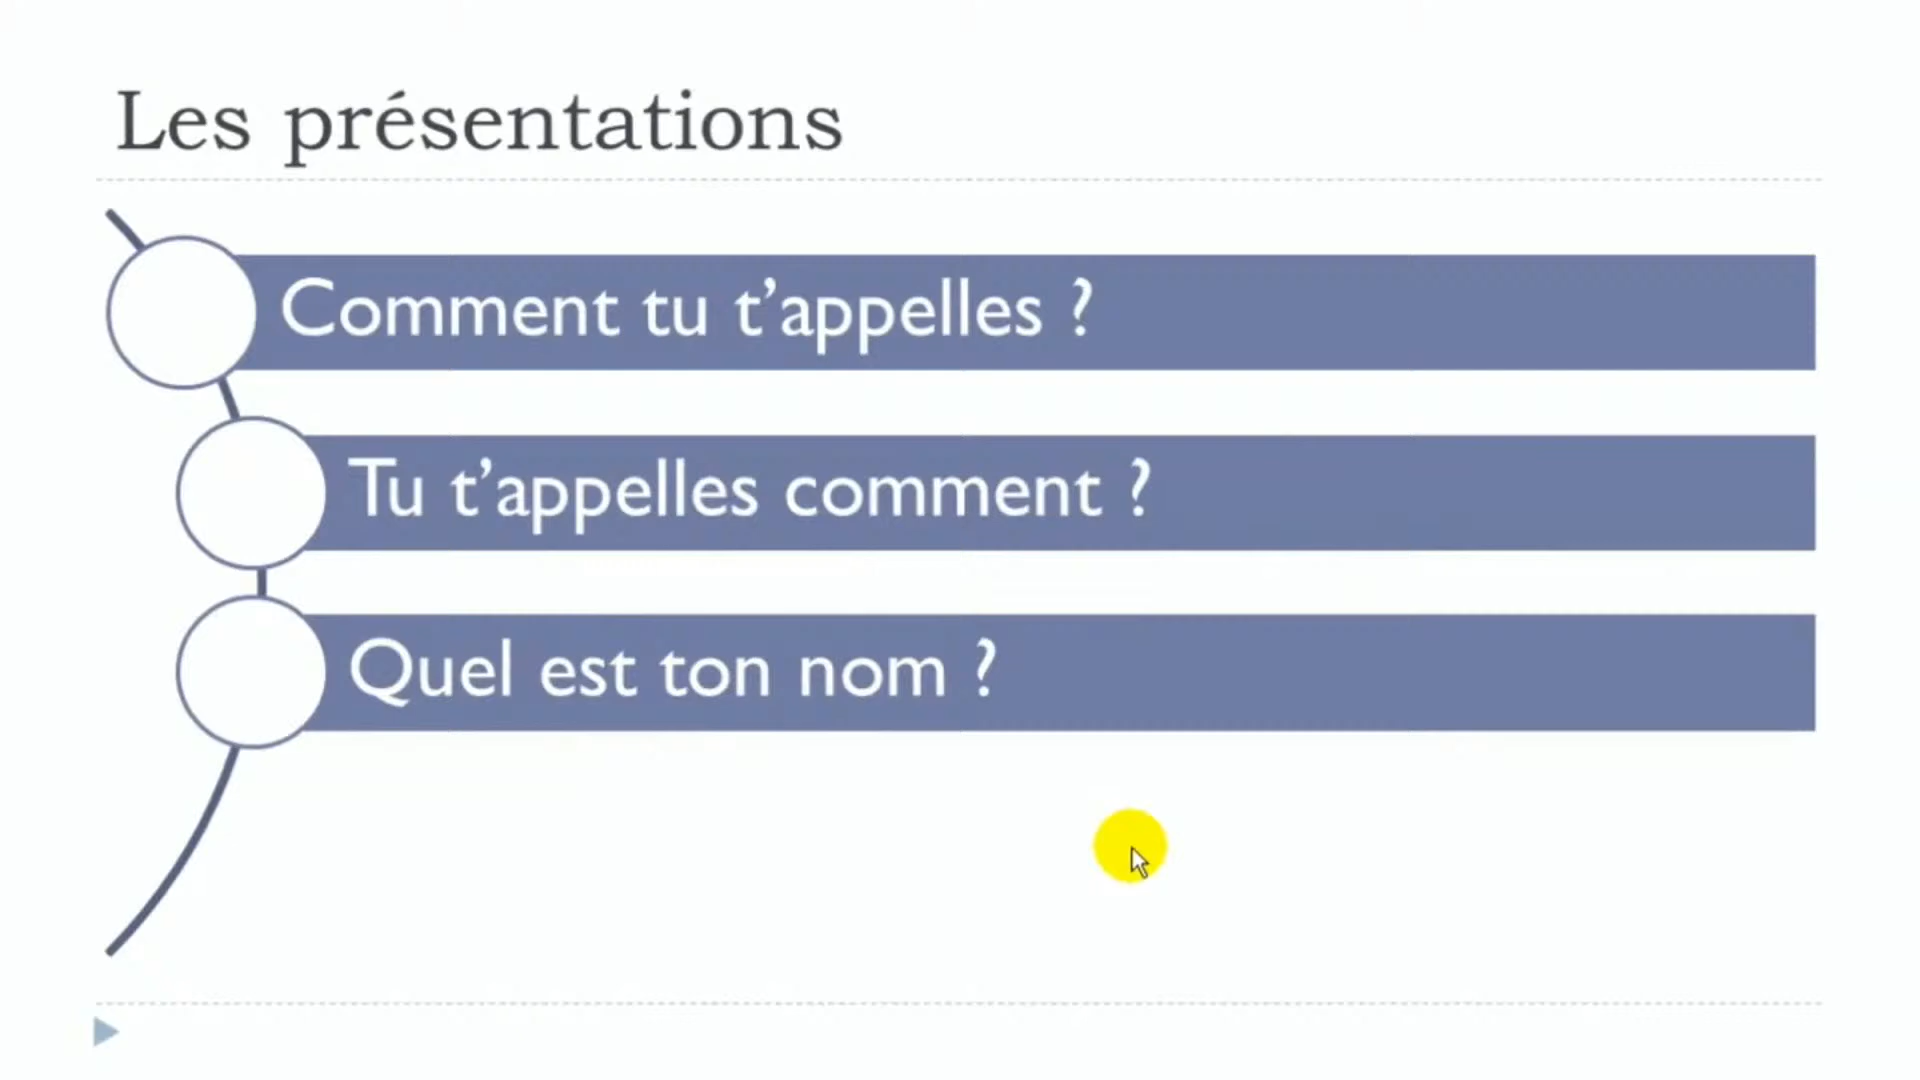 Les présentations
Comment tu t’appelles ?
Tu t’appelles comment ?
Quel est ton nom ?